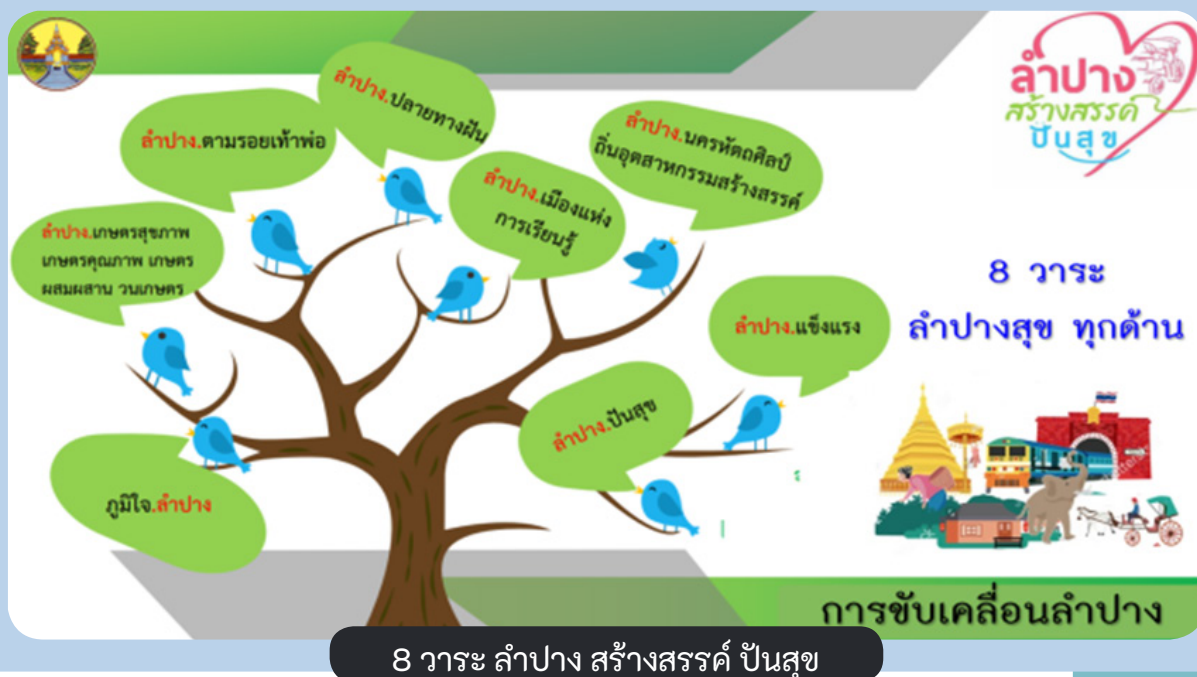 ลำปาง
สร้างสรรค์
ปันสุข
ลำปาง.ปลายทางฝัน
ลำปาง.ตามรอยเท้าพ่อ
ลำปาง.นครหัตถศิลป์
ถิ่นอุตสาหกรรมสร้างสรรค์
ลำปาง.เมืองแห่ง
การเรียนรู้
ลำปาง.เกษตรสุขภาพ
เกษตรคุณภาพ เกษตร
ผสมผสาน วนเกษตร
ลำปาง.แข็งแรง
8 วาระ
ลำปางสุข ทุกด้าน
ลำปาง.ปันสุข
ภูมิใจ.ลำปาง
การขับเคลื่อนลำปาง
8 วาระ ลำปาง สร้างสรรค์ ปันสุข